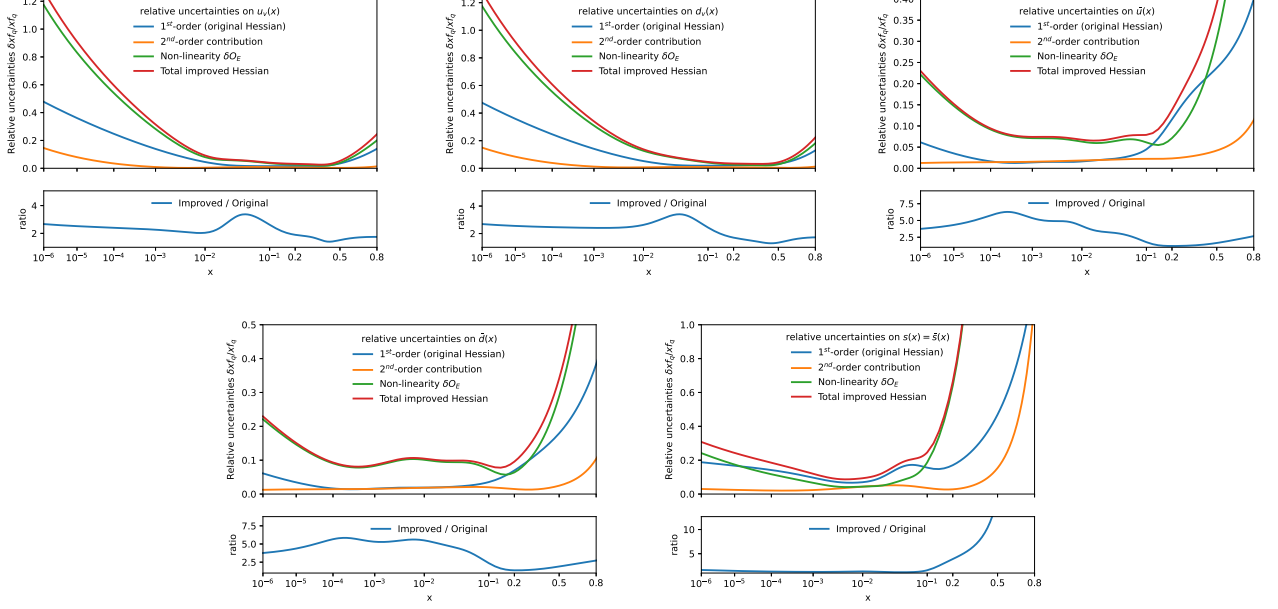 relative uncertainties on u_v(x)
1st-order (original Hessian)
2nd-order contribution
Non-linearity δO_E
Total improved Hessian
Relative uncertainties δxf_q/xf_q
1.2
1.0
0.8
0.6
0.4
0.2
0.0
Improved / Original
ratio
4
2
10⁻⁶ 10⁻⁵ 10⁻⁴ 10⁻³ 10⁻² 10⁻¹ 0.2 0.5 0.8
x
relative uncertainties on d_v(x)
1st-order (original Hessian)
2nd-order contribution
Non-linearity δO_E
Total improved Hessian
Relative uncertainties δxf_q/xf_q
1.2
1.0
0.8
0.6
0.4
0.2
0.0
Improved / Original
ratio
4
2
10⁻⁶ 10⁻⁵ 10⁻⁴ 10⁻³ 10⁻² 10⁻¹ 0.2 0.5 0.8
x
relative uncertainties on ū(x)
1st-order (original Hessian)
2nd-order contribution
Non-linearity δO_E
Total improved Hessian
Relative uncertainties δxf_q/xf_q
0.40
0.35
0.30
0.25
0.20
0.15
0.10
0.05
0.00
Improved / Original
ratio
7.5
5.0
2.5
10⁻⁶ 10⁻⁵ 10⁻⁴ 10⁻³ 10⁻² 10⁻¹ 0.2 0.5 0.8
x
relative uncertainties on d̄(x)
1st-order (original Hessian)
2nd-order contribution
Non-linearity δO_E
Total improved Hessian
Relative uncertainties δxf_q/xf_q
0.5
0.4
0.3
0.2
0.1
0.0
Improved / Original
ratio
7.5
5.0
2.5
10⁻⁶ 10⁻⁵ 10⁻⁴ 10⁻³ 10⁻² 10⁻¹ 0.2 0.5 0.8
x
relative uncertainties on s(x) = s̄(x)
1st-order (original Hessian)
2nd-order contribution
Non-linearity δO_E
Total improved Hessian
Relative uncertainties δxf_q/xf_q
1.0
0.8
0.6
0.4
0.2
0.0
Improved / Original
ratio
10
5
10⁻⁶ 10⁻⁵ 10⁻⁴ 10⁻³ 10⁻² 10⁻¹ 0.2 0.5 0.8
x